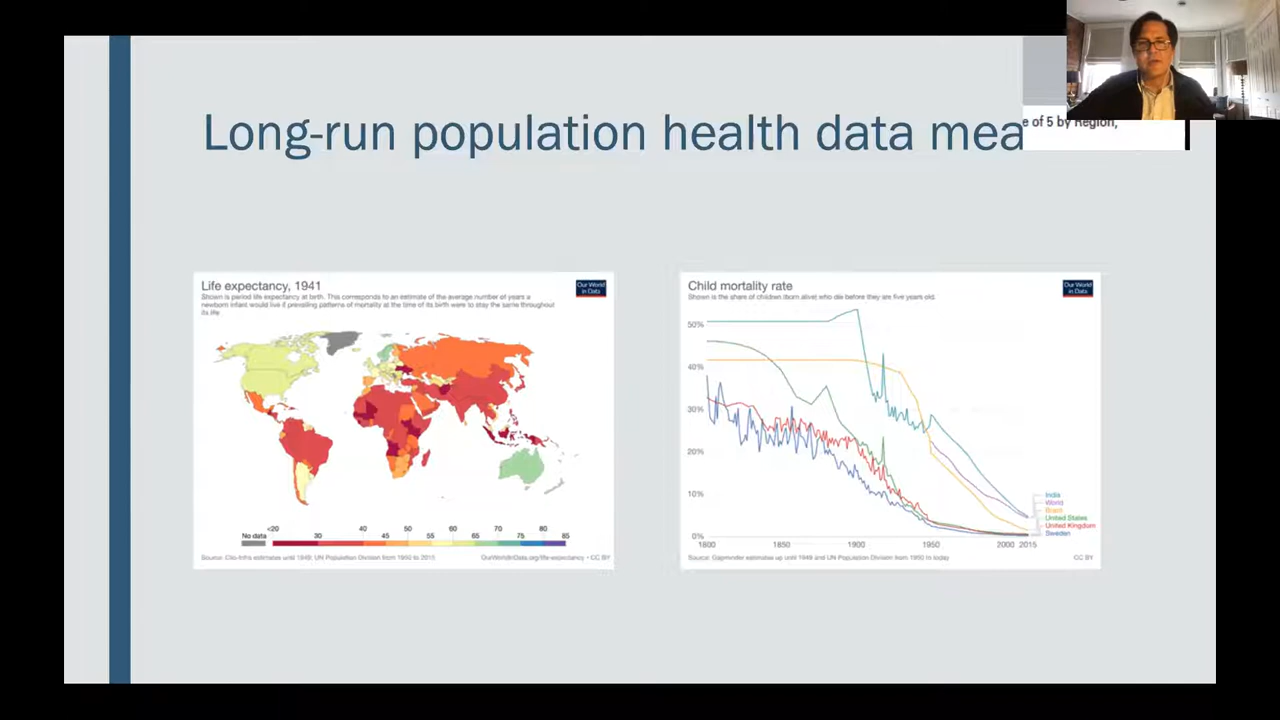 Long-run population health data mea
e of 5 by Region,
Life expectancy, 1941
Shown is period life expectancy at birth. This corresponds to an estimate of the average number of years a
newborn infant would live if prevailing patterns of mortality at the time of its birth were to stay the same throughout
its life
Our World
in Data
No data
<20
30
40
45
50
55
60
65
70
75
80
85
Source: Clio-Infra estimates until 1949; UN Population Division from 1950 to 2015
OurWorldInData.org/life-expectancy • CC BY
Child mortality rate
Shown is the share of children (born alive) who die before they are five years old.
Our World
in Data
50%
40%
30%
20%
10%
0%
1800
1850
1900
1950
2000
2015
India
World
Brazil
United States
United Kingdom
Sweden
Source: Gapminder estimates up until 1949 and UN Population Division from 1950 to today
CC BY